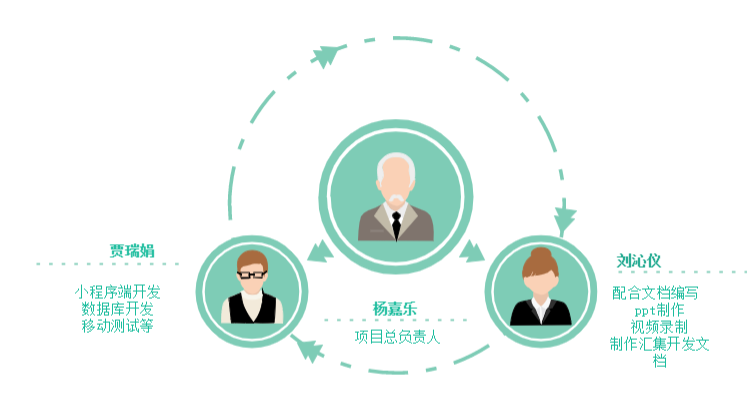 贾瑞娟
小程序端开发
数据库开发
移动测试等
杨嘉乐
项目总负责人
刘沁仪
配合文档编写
ppt制作
视频录制
制作汇集开发文
档